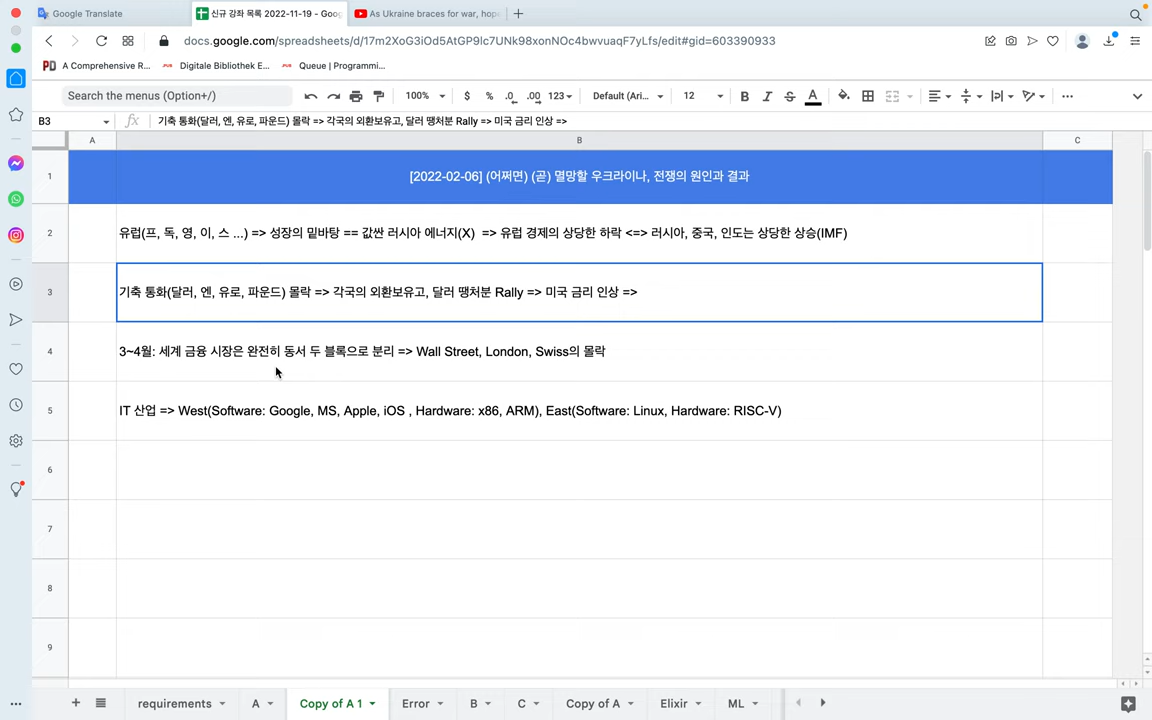 Google Translate
신규 강좌 목록 2022-11-19 - Goog
As Ukraine braces for war, hope
docs.google.com/spreadsheets/d/17m2XoG3iOd5AtGP9lc7UNk98xonNOc4bwvuaqF7yLfs/edit#gid=603390933
PD A Comprehensive R...
PUB Digitale Bibliothek E...
PUB Queue | Programmi...
Search the menus (Option+/)
100%
$ % .0 .00 123
Default (Ari...
12
B I S A
B3
fx
기축 통화(달러, 엔, 유로, 파운드) 몰락 => 각국의 외환보유고, 달러 땡처분 Rally => 미국 금리 인상 =>
A B C
1 [2022-02-06] (어쩌면) (곧) 멸망할 우크라이나, 전쟁의 원인과 결과
2 유럽(프, 독, 영, 이, 스 ...) => 성장의 밑바탕 == 값싼 러시아 에너지(X) => 유럽 경제의 상당한 하락 <=> 러시아, 중국, 인도는 상당한 상승(IMF)
3 기축 통화(달러, 엔, 유로, 파운드) 몰락 => 각국의 외환보유고, 달러 땡처분 Rally => 미국 금리 인상 =>
4 3~4월: 세계 금융 시장은 완전히 동서 두 블록으로 분리 => Wall Street, London, Swiss의 몰락
5 IT 산업 => West(Software: Google, MS, Apple, iOS , Hardware: x86, ARM), East(Software: Linux, Hardware: RISC-V)
6
7
8
9
requirements
A
Copy of A 1
Error
B
C
Copy of A
Elixir
ML